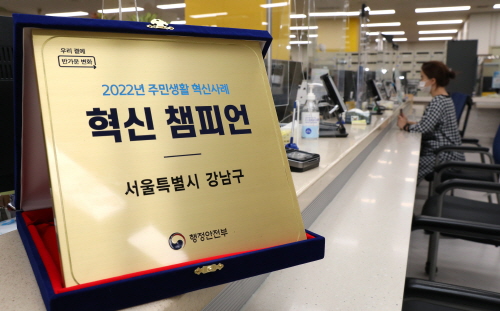 우리 곁에
반가운 변화
2022년 주민생활 혁신사례
혁신 챔피언
서울특별시 강남구
행정안전부